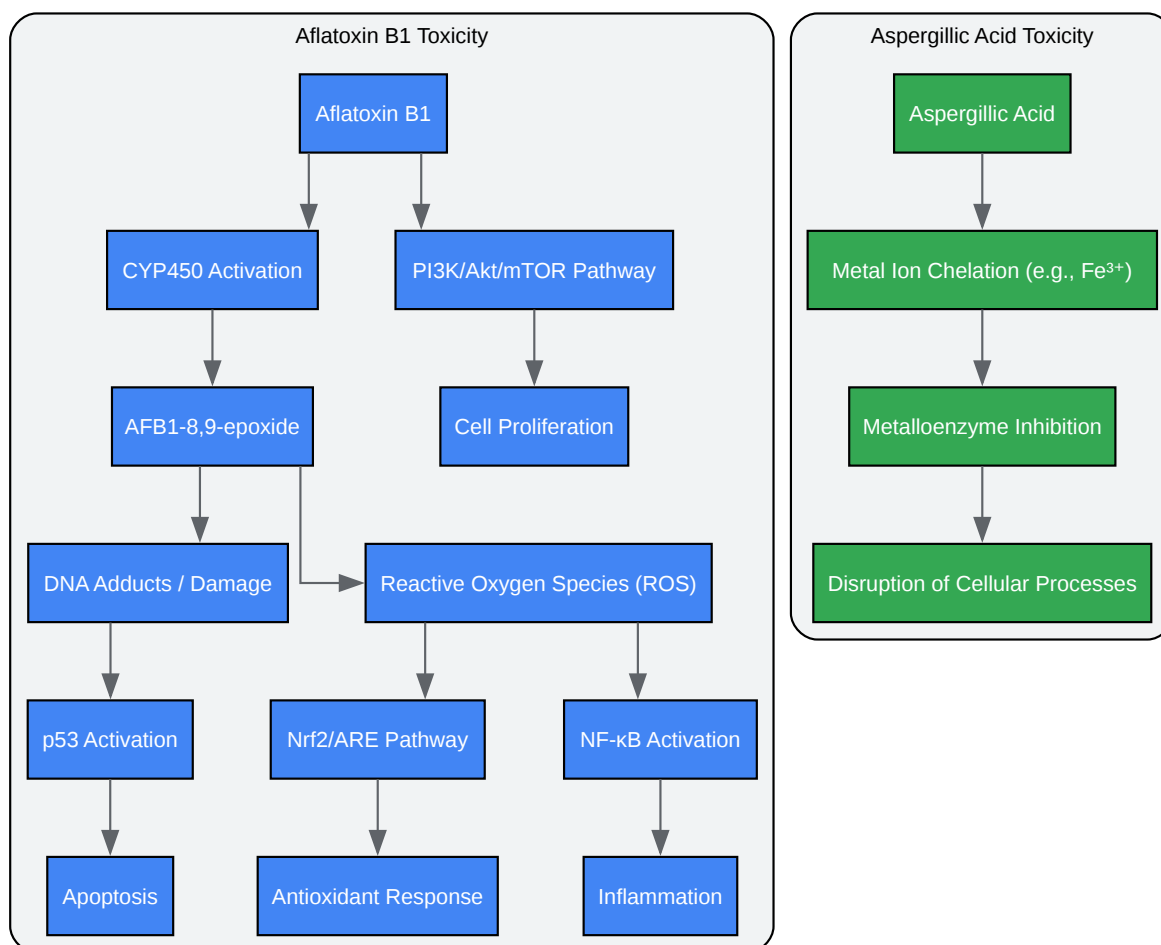 Aflatoxin B1 Toxicity
Aflatoxin B1
CYP450 Activation
PI3K/Akt/mTOR Pathway
AFB1-8,9-epoxide
Cell Proliferation
DNA Adducts / Damage
Reactive Oxygen Species (ROS)
p53 Activation
Nrf2/ARE Pathway
NF-κB Activation
Apoptosis
Antioxidant Response
Inflammation
Aspergillic Acid Toxicity
Aspergillic Acid
Metal Ion Chelation (e.g., Fe³⁺)
Metalloenzyme Inhibition
Disruption of Cellular Processes